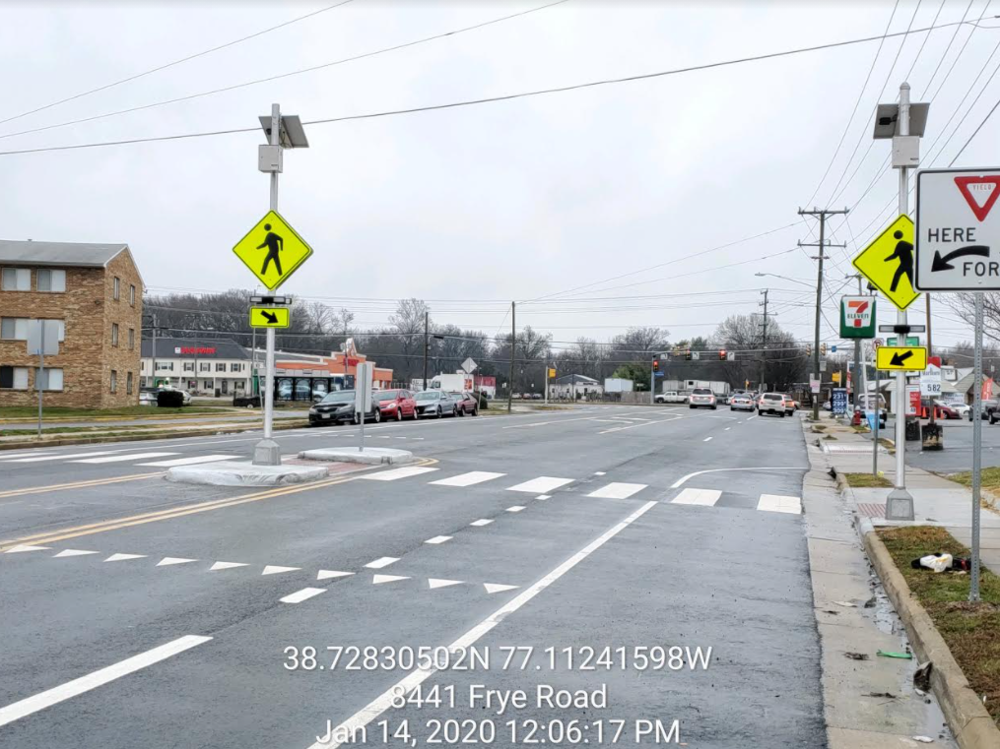 YIELD
HERE
FOR
7
ELEVEN
582
38.72830502N 77.11241598W
8441 Frye Road
Jan 14, 2020 12:06:17 PM